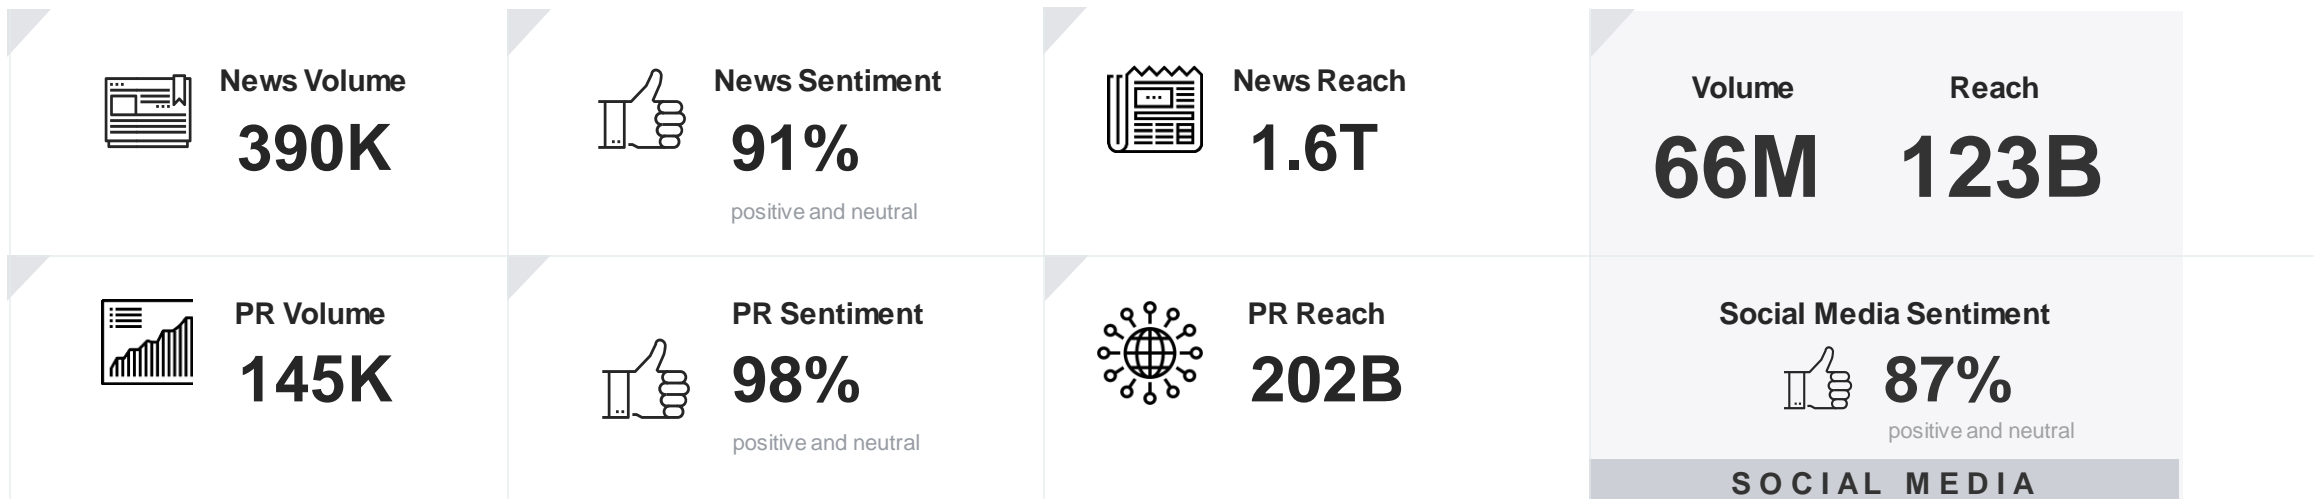 News Volume
390K
News Sentiment
91%
positive and neutral
News Reach
1.6T
Volume
66M
Reach
123B
PR Volume
145K
PR Sentiment
98%
positive and neutral
PR Reach
202B
Social Media Sentiment
87%
positive and neutral
SOCIAL MEDIA